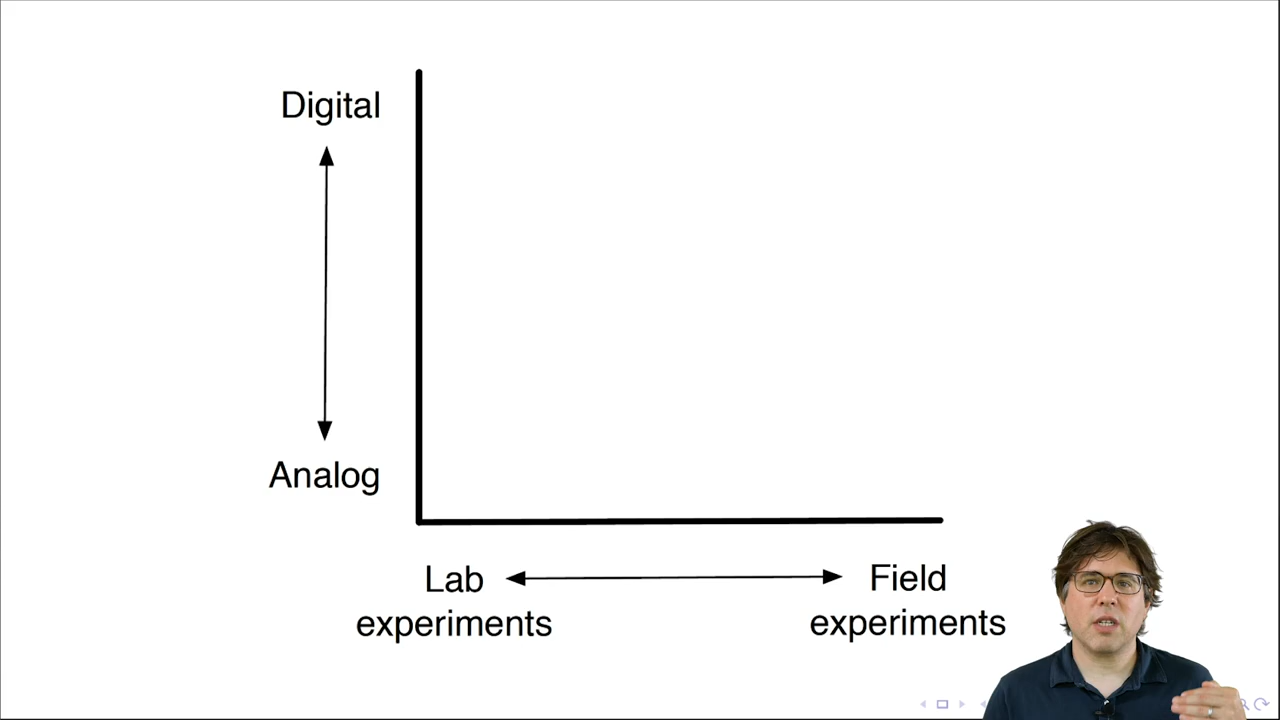 Digital
Analog
Lab
experiments
Field
experiments